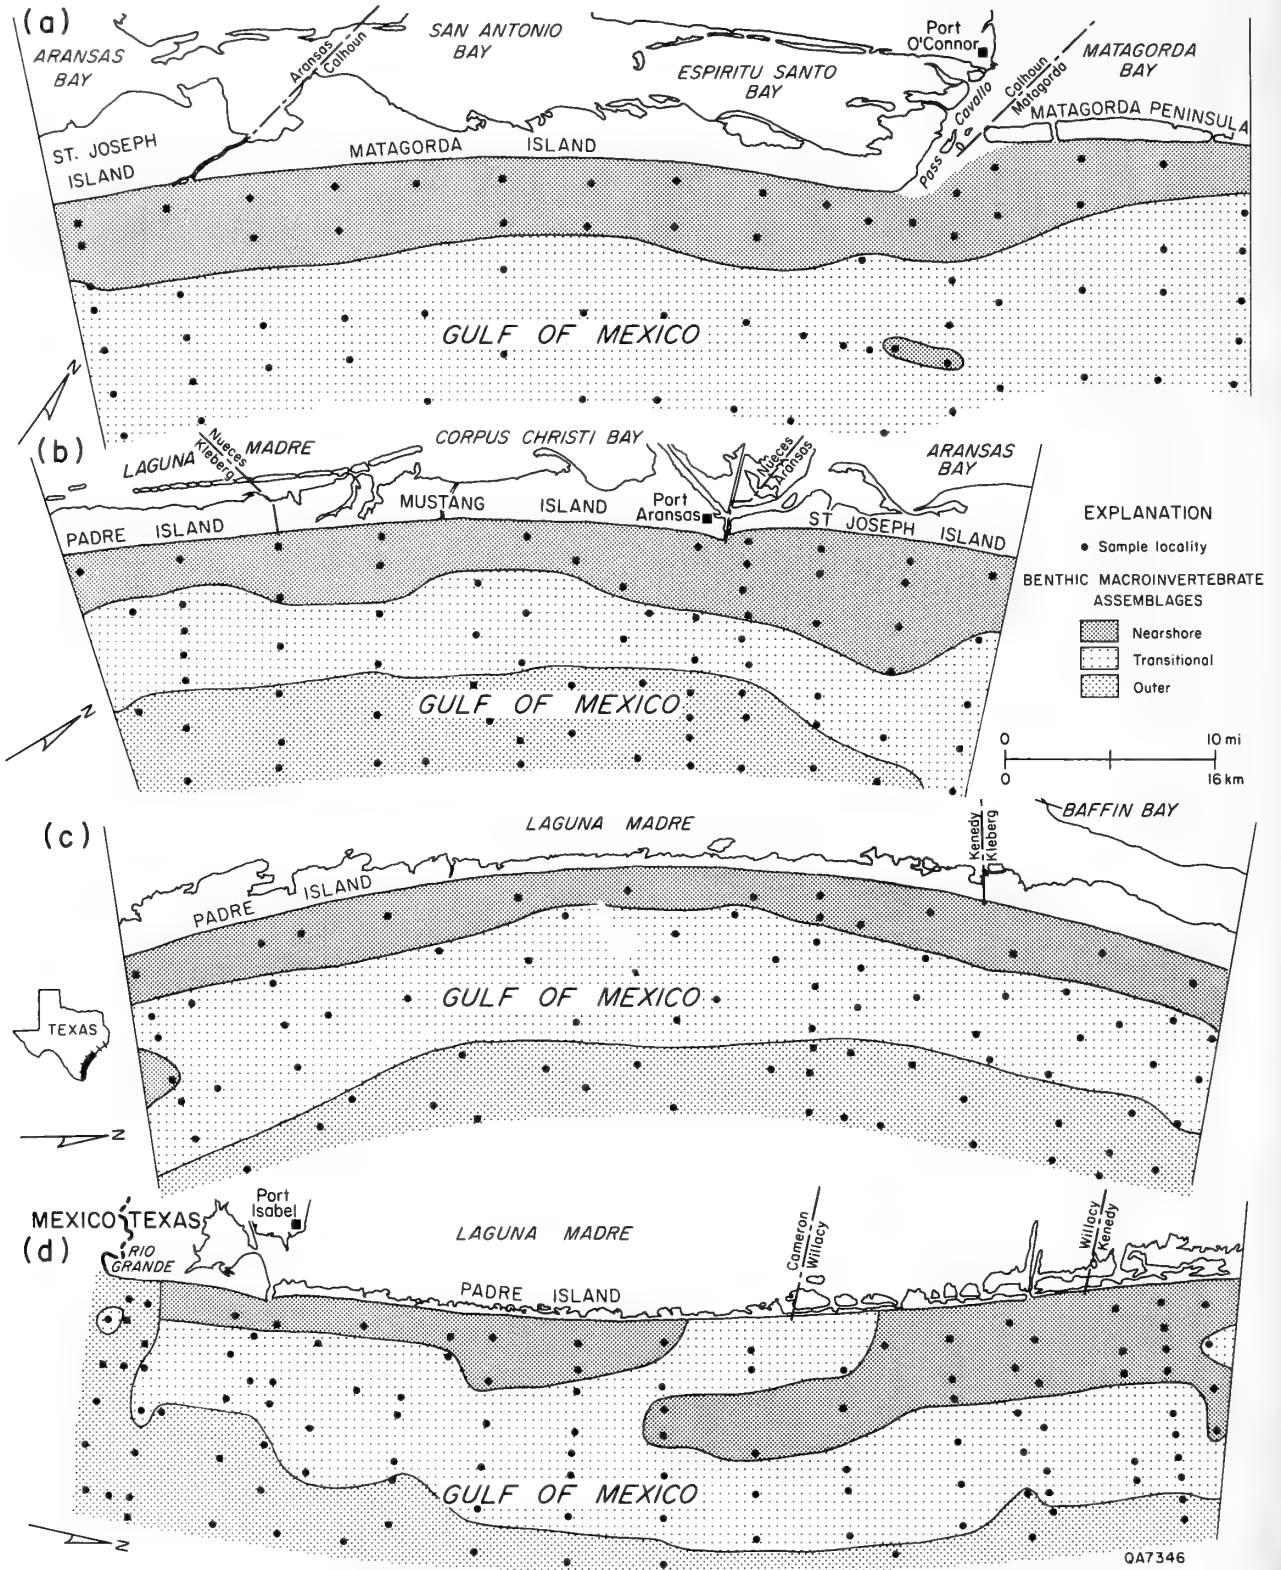 (a)
ARANSAS
BAY
Aransas
Calhoun
SAN ANTONIO
BAY
Port
O'Connor
ESPIRITU SANTO
BAY
Calhoun
Matagorda
MATAGORDA
BAY
Pass Cavallo
MATAGORDA PENINSULA
ST. JOSEPH
ISLAND
MATAGORDA ISLAND
GULF OF MEXICO
N
(b)
LAGUNA MADRE
Nueces
Kleberg
CORPUS CHRISTI BAY
Nueces
Aransas
ARANSAS
BAY
PADRE ISLAND
MUSTANG ISLAND
Port
Aransas
ST JOSEPH ISLAND
GULF OF MEXICO
N
EXPLANATION
Sample locality
BENTHIC MACROINVERTEBRATE
ASSEMBLAGES
Nearshore
Transitional
Outer
0 10 mi
0 16 km
(c)
LAGUNA MADRE
Kenedy
Kleberg
BAFFIN BAY
PADRE ISLAND
GULF OF MEXICO
TEXAS
N
MEXICO TEXAS
(d)
RIO
GRANDE
Port
Isabel
LAGUNA MADRE
Cameron
Willacy
Willacy
Kenedy
PADRE ISLAND
GULF OF MEXICO
N
QA7346